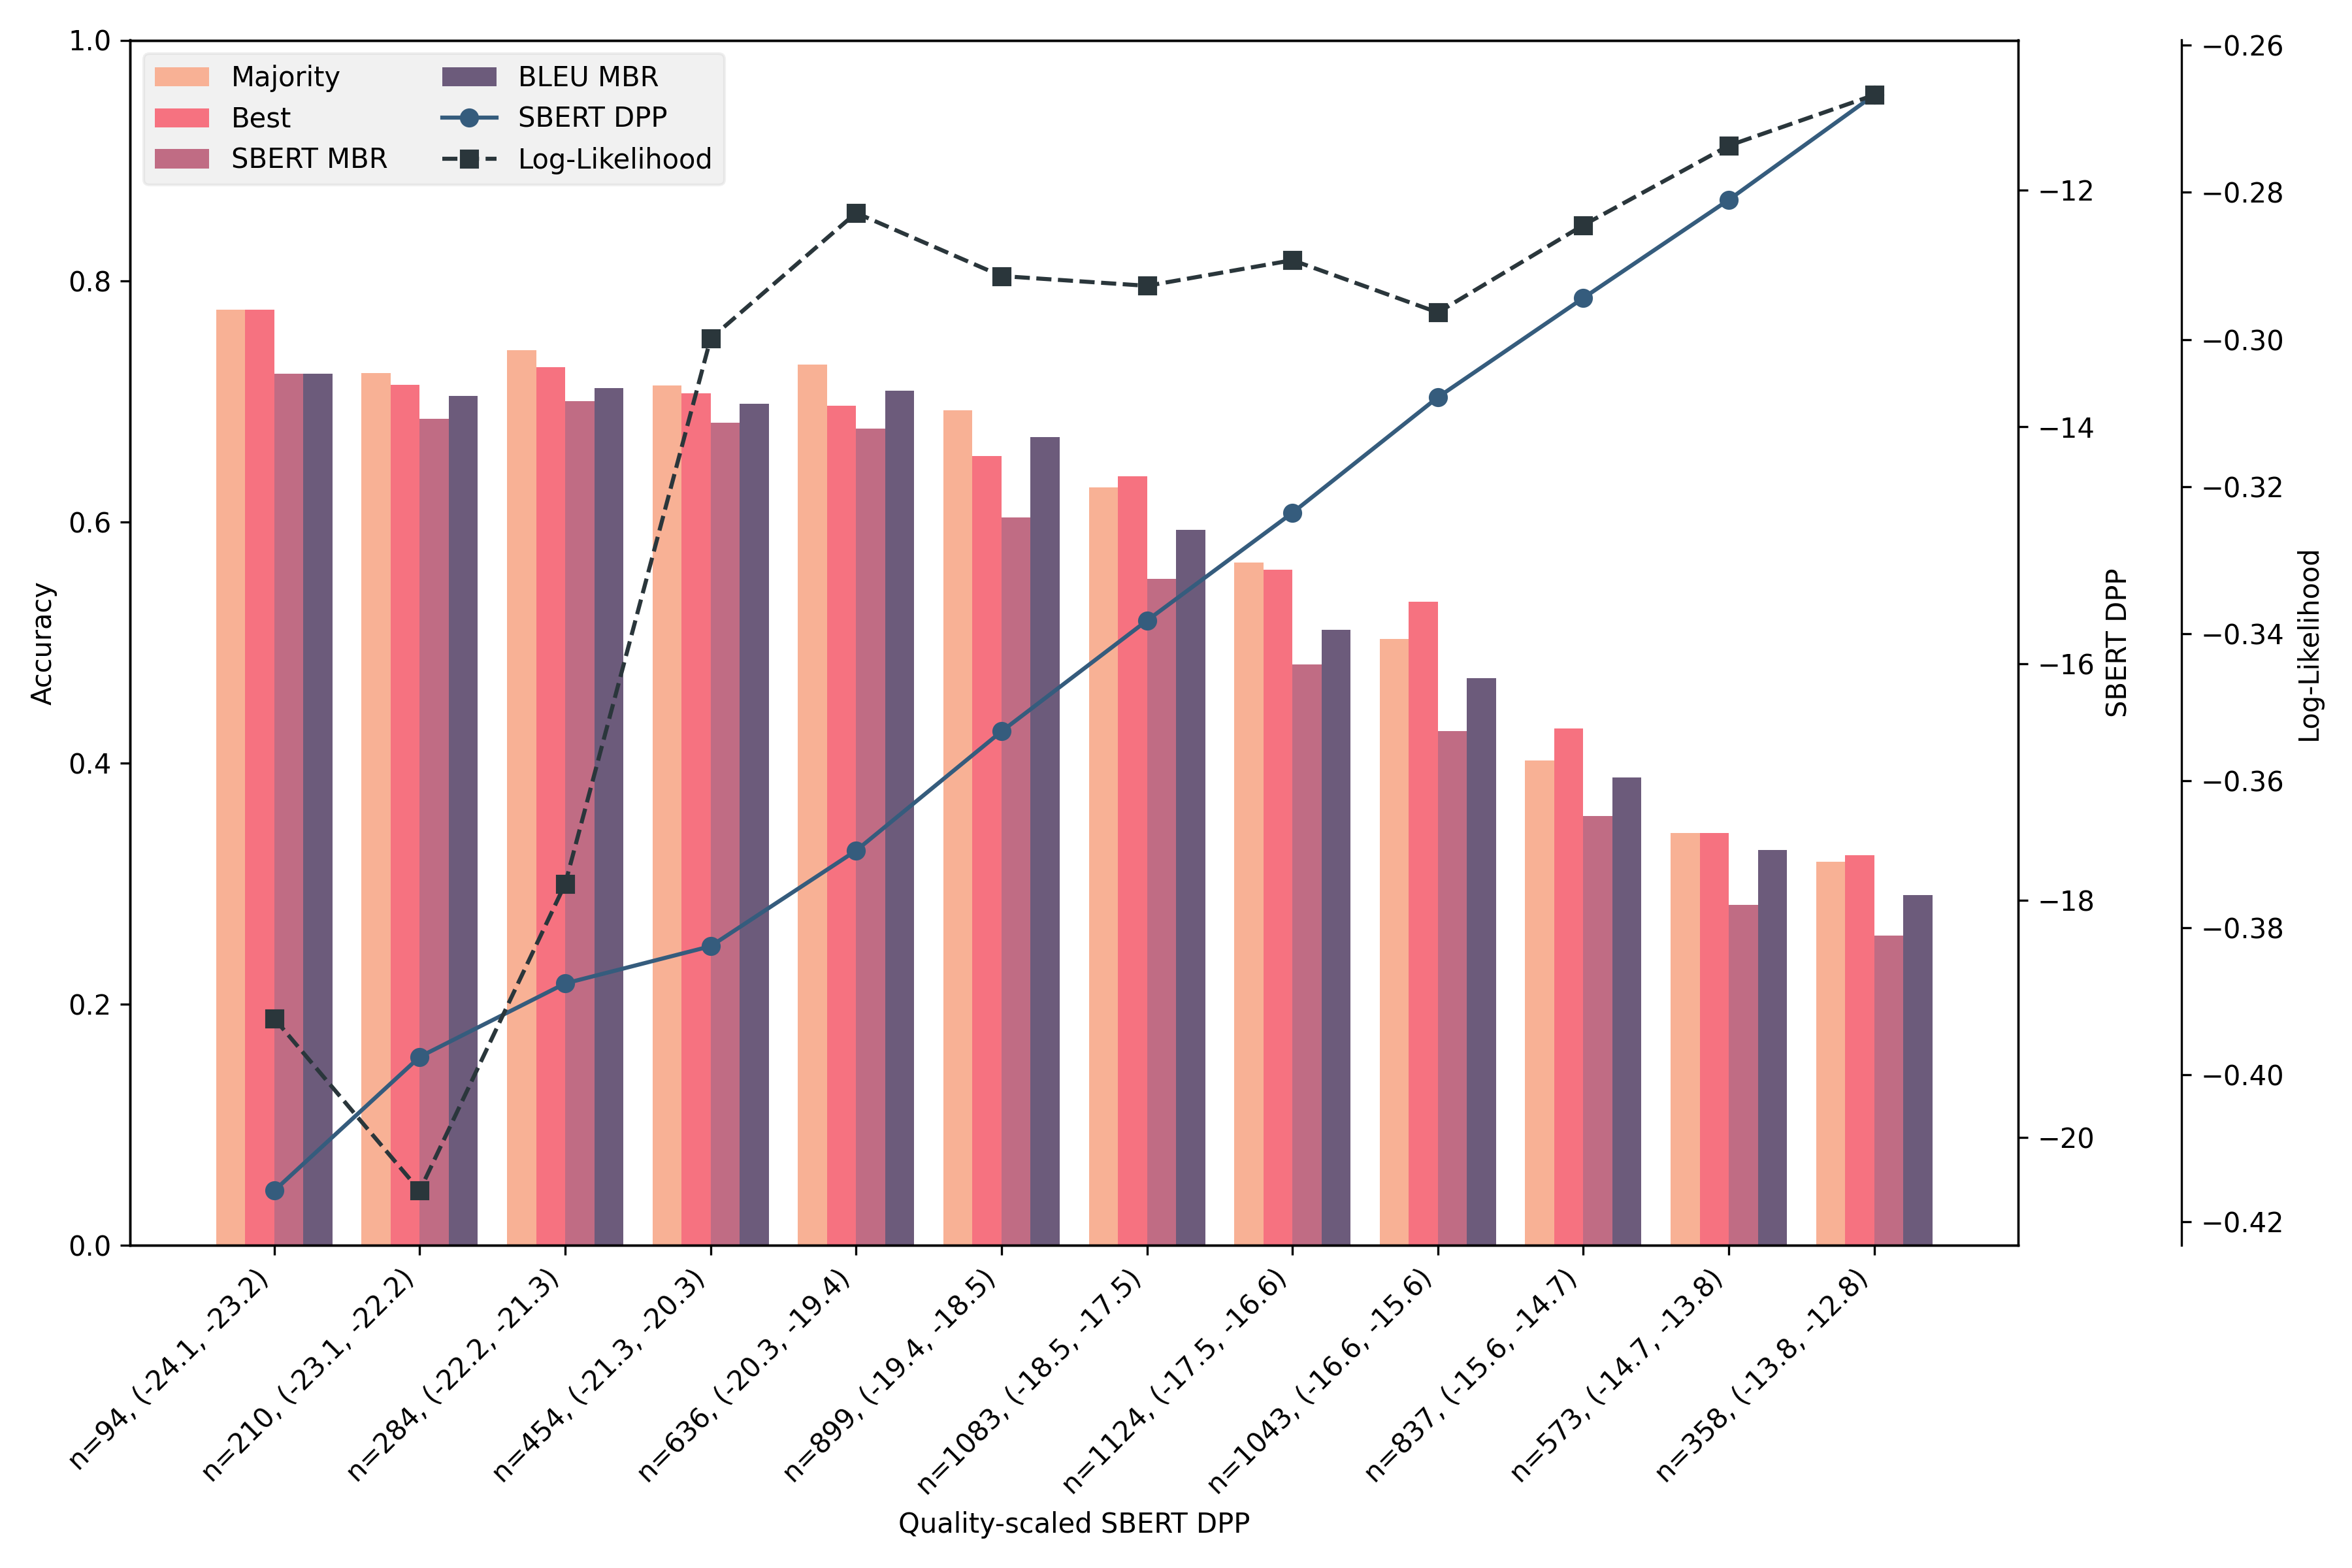 Majority
Best
SBERT MBR
BLEU MBR
SBERT DPP
Log-Likelihood
1.0
0.8
0.6
0.4
0.2
0.0
Accuracy
−12
−14
−16
−18
−20
SBERT DPP
−0.26
−0.28
−0.30
−0.32
−0.34
−0.36
−0.38
−0.40
−0.42
Log-Likelihood
n=94, (-24.1, -23.2)
n=210, (-23.1, -22.2)
n=284, (-22.2, -21.3)
n=454, (-21.3, -20.3)
n=636, (-20.3, -19.4)
n=899, (-19.4, -18.5)
n=1083, (-18.5, -17.5)
n=1124, (-17.5, -16.6)
n=1043, (-16.6, -15.6)
n=837, (-15.6, -14.7)
n=573, (-14.7, -13.8)
n=358, (-13.8, -12.8)
Quality-scaled SBERT DPP